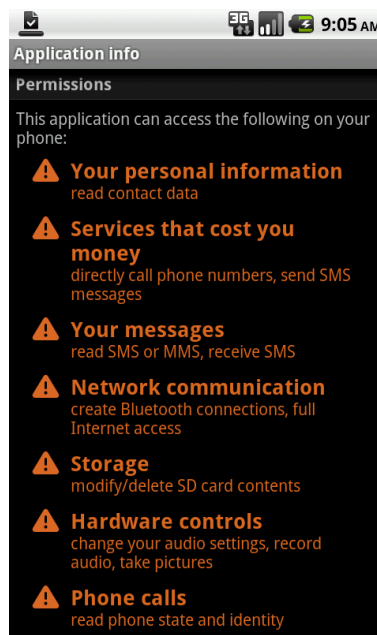 3G 9:05 AM
Application info
Permissions
This application can access the following on your
phone:
Your personal information
read contact data
Services that cost you
money
directly call phone numbers, send SMS
messages
Your messages
read SMS or MMS, receive SMS
Network communication
create Bluetooth connections, full
Internet access
Storage
modify/delete SD card contents
Hardware controls
change your audio settings, record
audio, take pictures
Phone calls
read phone state and identity